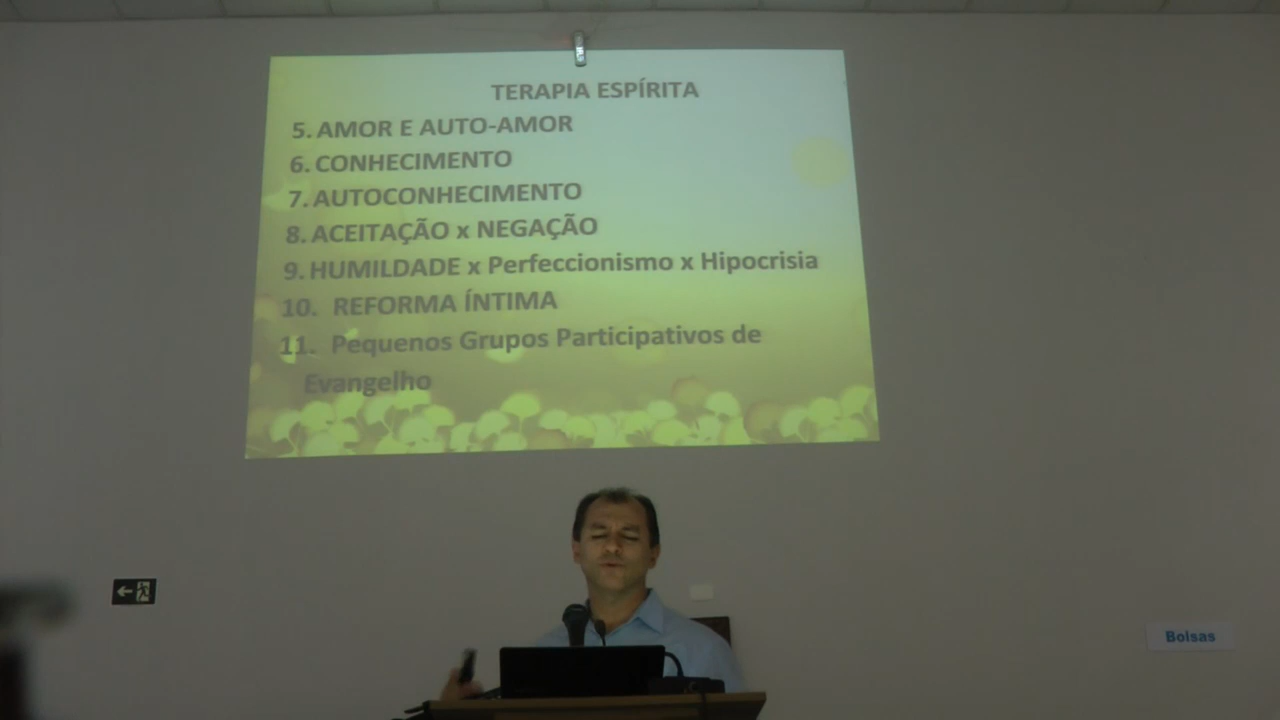 TERAPIA ESPÍRITA
5. AMOR E AUTO-AMOR
6. CONHECIMENTO
7. AUTOCONHECIMENTO
8. ACEITAÇÃO x NEGAÇÃO
9. HUMILDADE x Perfeccionismo x Hipocrisia
10. REFORMA ÍNTIMA
11. Pequenos Grupos Participativos de
Evangelho
Bolsas